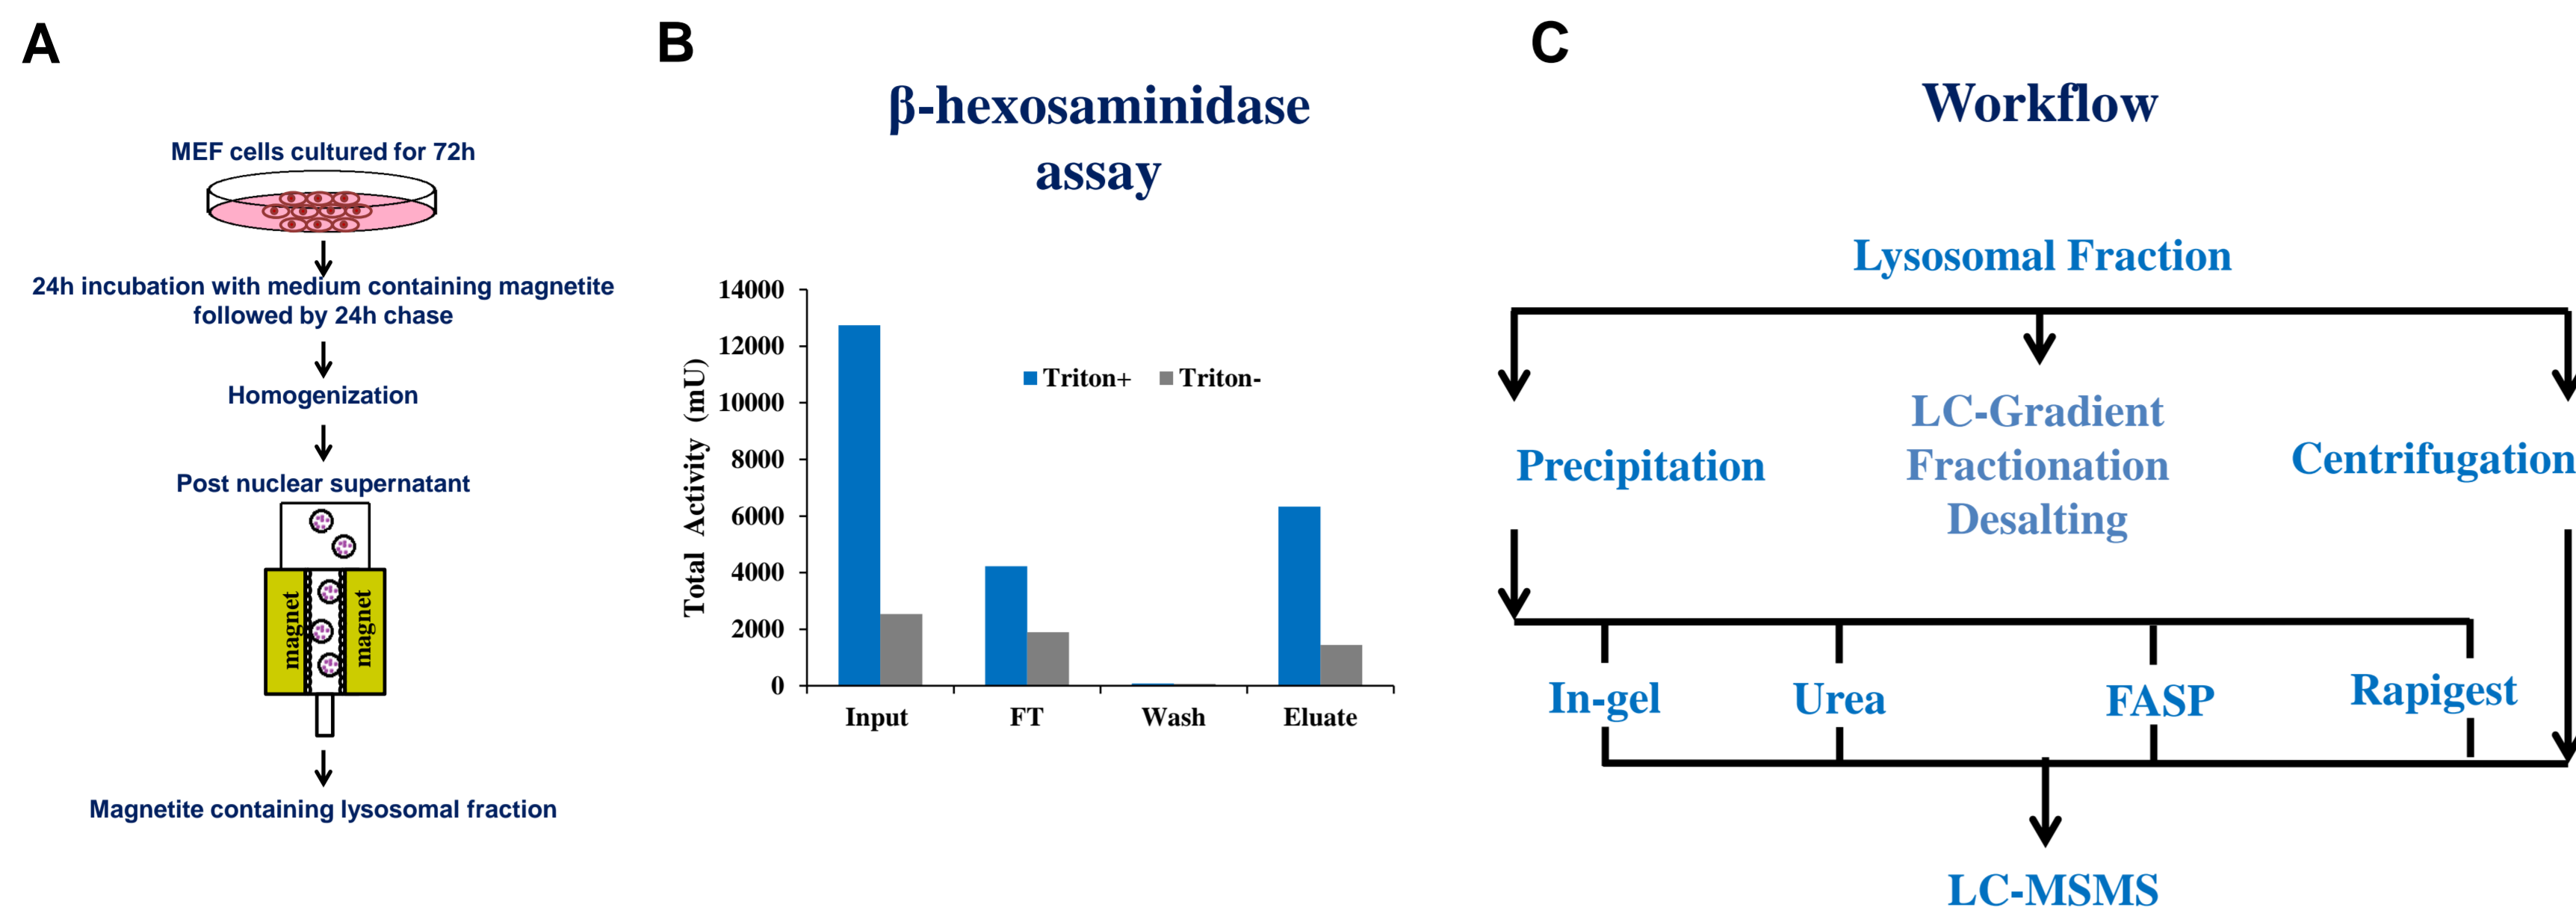 A
MEF cells cultured for 72h
24h incubation with medium containing magnetite
followed by 24h chase
Homogenization
Post nuclear supernatant
magnet
magnet
Magnetite containing lysosomal fraction
B
β-hexosaminidase
assay
Total Activity (mU)
14000
12000
10000
8000
6000
4000
2000
0
Triton+
Triton-
Input
FT
Wash
Eluate
C
Workflow
Lysosomal Fraction
Precipitation
LC-Gradient
Fractionation
Desalting
Centrifugation
In-gel
Urea
FASP
Rapigest
LC-MSMS